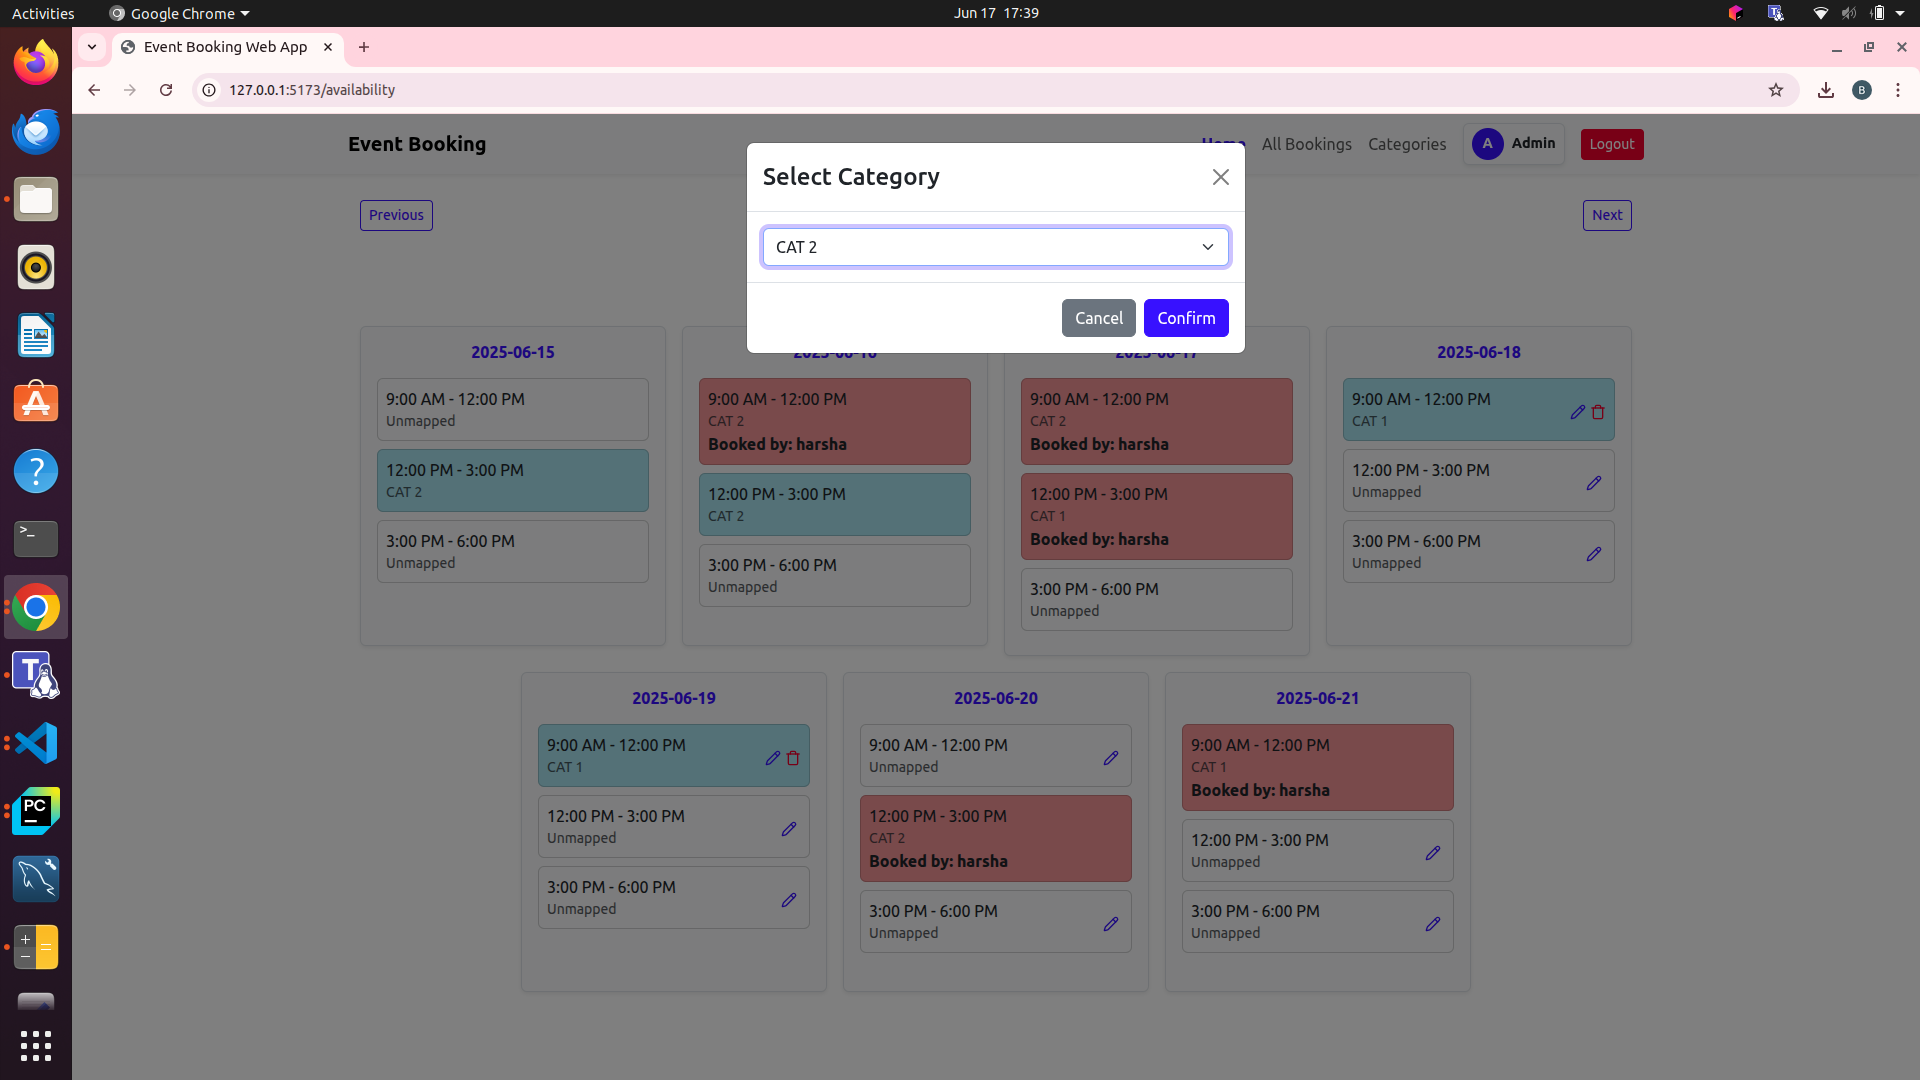 Activities
Google Chrome
Jun 17 17:39
Event Booking Web App
127.0.0.1:5173/availability
B
Event Booking
Home
All Bookings
Categories
A
Admin
Logout
Select Category
CAT 2
Cancel
Confirm
Previous
Next
2025-06-15
9:00 AM - 12:00 PM
Unmapped
12:00 PM - 3:00 PM
CAT 2
3:00 PM - 6:00 PM
Unmapped
2025-06-16
9:00 AM - 12:00 PM
CAT 2
Booked by: harsha
12:00 PM - 3:00 PM
CAT 2
3:00 PM - 6:00 PM
Unmapped
2025-06-17
9:00 AM - 12:00 PM
CAT 2
Booked by: harsha
12:00 PM - 3:00 PM
CAT 1
Booked by: harsha
3:00 PM - 6:00 PM
Unmapped
2025-06-18
9:00 AM - 12:00 PM
CAT 1
12:00 PM - 3:00 PM
Unmapped
3:00 PM - 6:00 PM
Unmapped
2025-06-19
9:00 AM - 12:00 PM
CAT 1
12:00 PM - 3:00 PM
Unmapped
3:00 PM - 6:00 PM
Unmapped
2025-06-20
9:00 AM - 12:00 PM
Unmapped
12:00 PM - 3:00 PM
CAT 2
Booked by: harsha
3:00 PM - 6:00 PM
Unmapped
2025-06-21
9:00 AM - 12:00 PM
CAT 1
Booked by: harsha
12:00 PM - 3:00 PM
Unmapped
3:00 PM - 6:00 PM
Unmapped